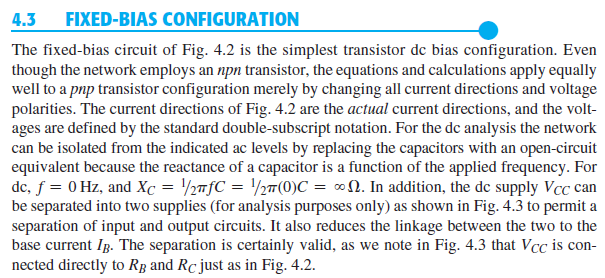 4.3 FIXED-BIAS CONFIGURATION
The fixed-bias circuit of Fig. 4.2 is the simplest transistor dc bias configuration. Even
though the network employs an npn transistor, the equations and calculations apply equally
well to a pnp transistor configuration merely by changing all current directions and voltage
polarities. The current directions of Fig. 4.2 are the actual current directions, and the volt-
ages are defined by the standard double-subscript notation. For the dc analysis the network
can be isolated from the indicated ac levels by replacing the capacitors with an open-circuit
equivalent because the reactance of a capacitor is a function of the applied frequency. For
dc, f = 0 Hz, and XC = 1/2πfC = 1/2π(0)C = ∞Ω. In addition, the dc supply VCC can
be separated into two supplies (for analysis purposes only) as shown in Fig. 4.3 to permit a
separation of input and output circuits. It also reduces the linkage between the two to the
base current IB. The separation is certainly valid, as we note in Fig. 4.3 that VCC is con-
nected directly to RB and RC just as in Fig. 4.2.